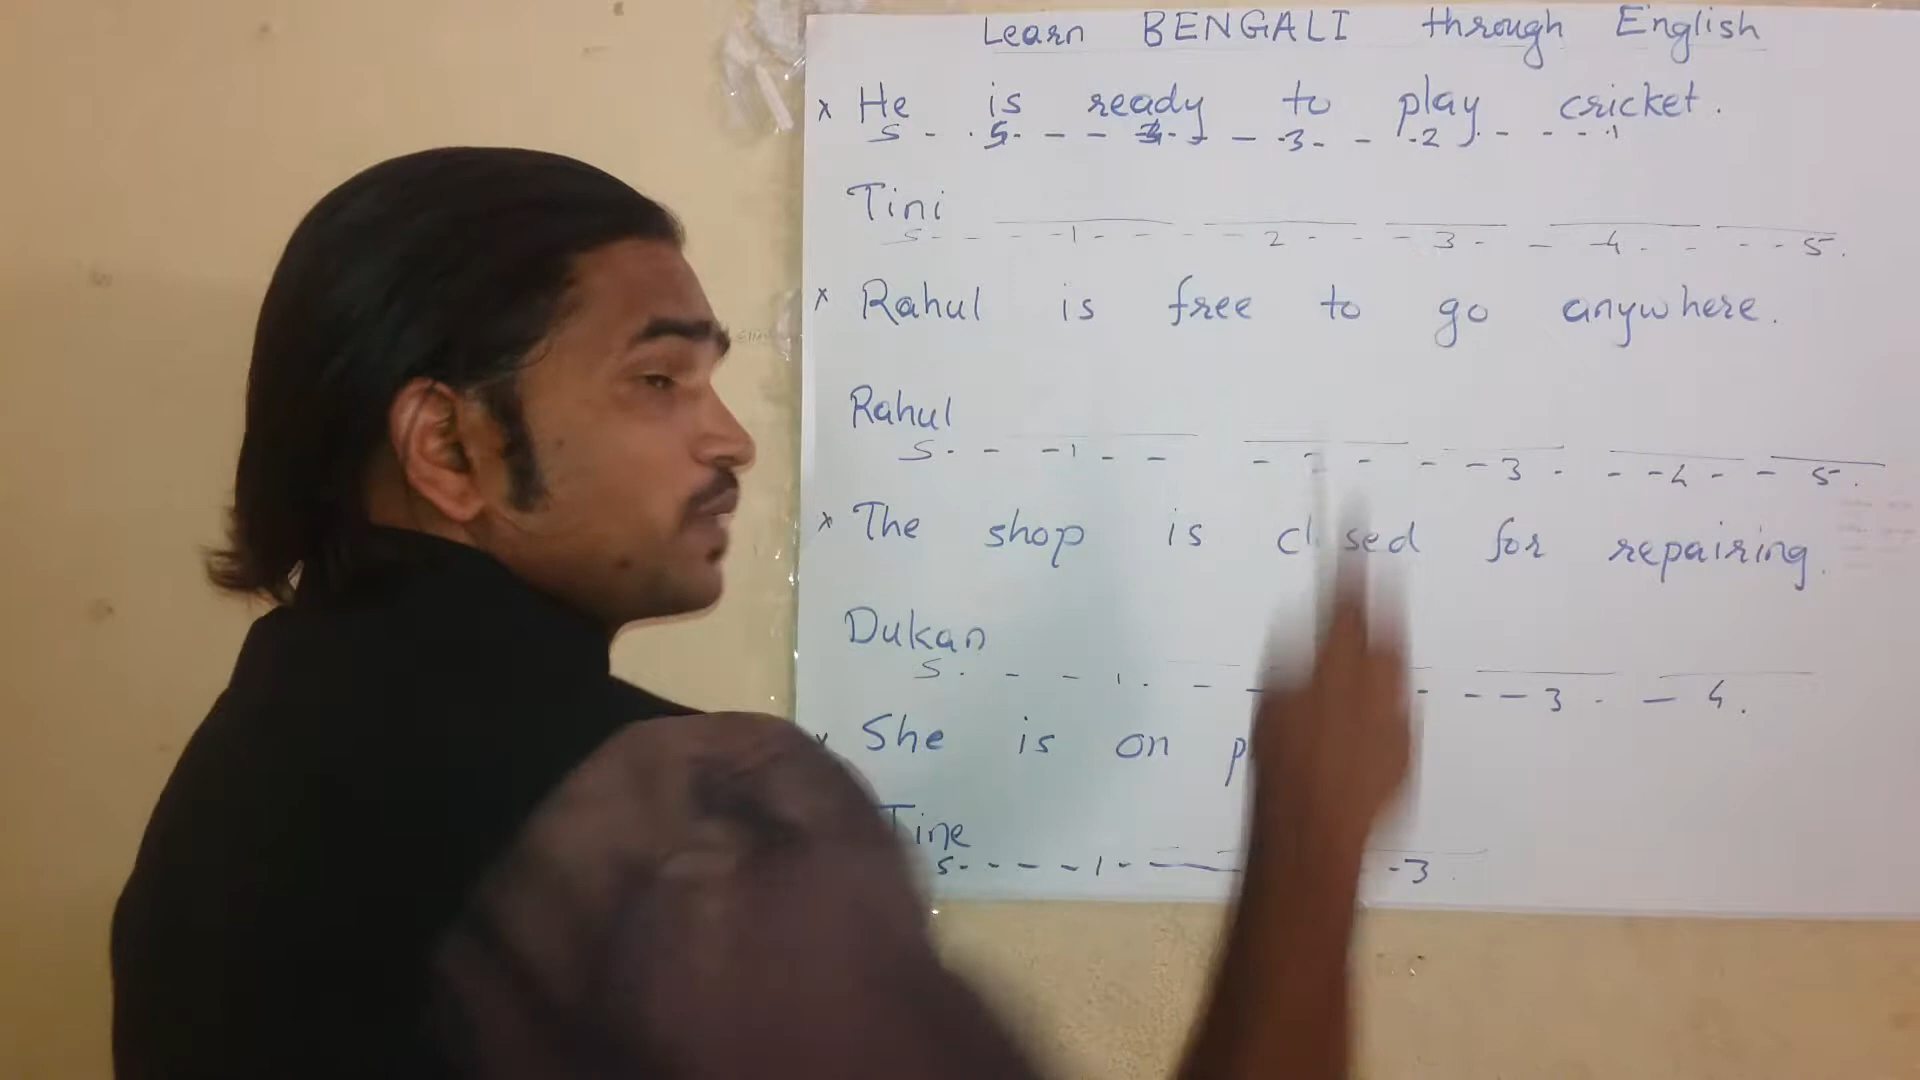 Learn BENGALI through English
x He is ready to play cricket.
S - . 5. - - - - - 3 - - 2 - - - 1
Tini
S - - - 1 - - - - 2 - - - 3 - - 4 - - - - 5.
x Rahul is free to go anywhere.
Rahul
S. - - 1 - - - - - - 3 - - - 4 - - 5.
x The shop is closed for repairing.
Dukan
S. - - 1. - - - - - 3 - - 4.
She is on
Tine
S - - - - 1 - - - 3